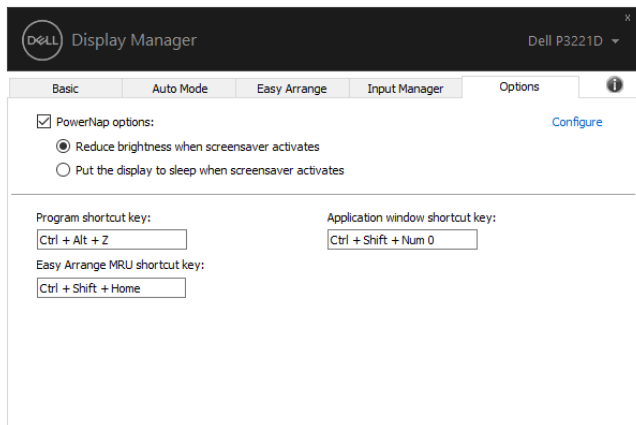 DELL Display Manager
x
Dell P3221D
Basic Auto Mode Easy Arrange Input Manager Options i
PowerNap options: Configure
Reduce brightness when screensaver activates
Put the display to sleep when screensaver activates
Program shortcut key: Application window shortcut key:
Ctrl + Alt + Z Ctrl + Shift + Num 0
Easy Arrange MRU shortcut key:
Ctrl + Shift + Home